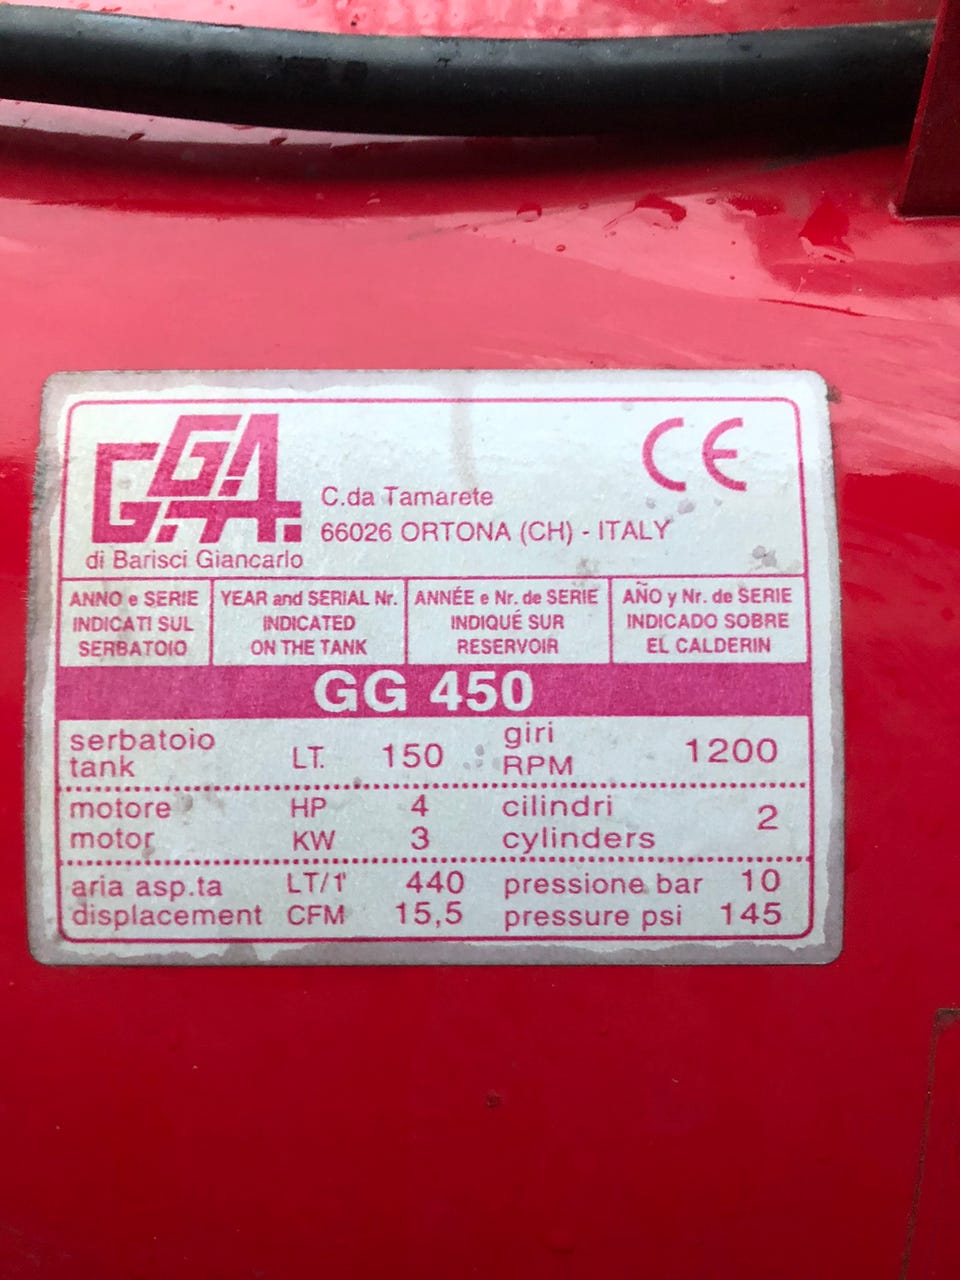 GGA
di Barisci Giancarlo
C.da Tamarete
66026 ORTONA (CH) - ITALY
CE
ANNO e SERIE
INDICATI SUL
SERBATOIO
YEAR and SERIAL Nr.
INDICATED
ON THE TANK
ANNÉE e Nr. de SERIE
INDIQUÉ SUR
RESERVOIR
AÑO y Nr. de SERIE
INDICADO SOBRE
EL CALDERIN
GG 450
serbatoio
tank
LT. 150
giri
RPM
1200
motore HP 4
motor KW 3
cilindri
cylinders
2
aria asp.ta LT/1' 440
displacement CFM 15,5
pressione bar 10
pressure psi 145